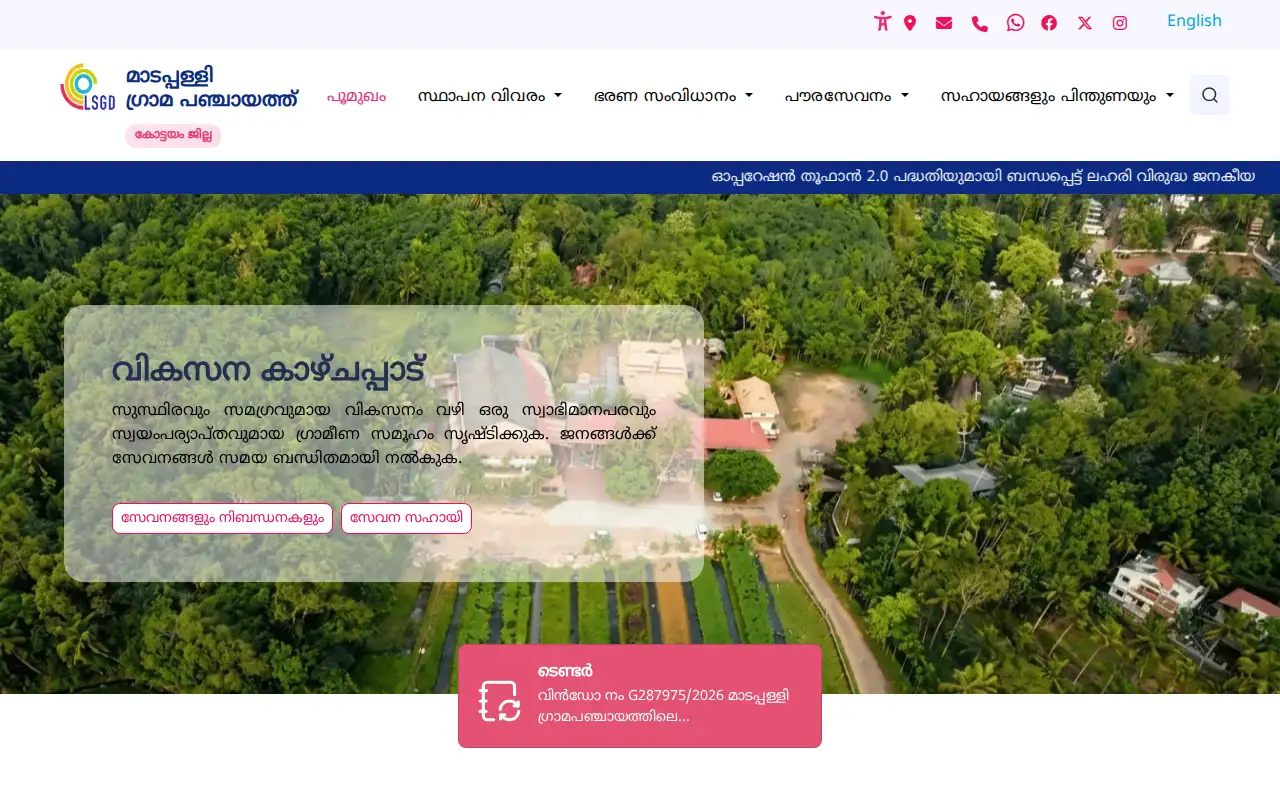 English
LSGD
മാടപ്പള്ളി
ഗ്രാമ പഞ്ചായത്ത്
കോട്ടയം ജില്ല
പൂമുഖം
സ്ഥാപന വിവരം
ഭരണ സംവിധാനം
പൗരസേവനം
സഹായങ്ങളും പിന്തുണയും
ഓപ്പറേഷൻ തൂഫാൻ 2.0 പദ്ധതിയുമായി ബന്ധപ്പെട്ട് ലഹരി വിരുദ്ധ ജനകീയ
വികസന കാഴ്ചപ്പാട്
സുസ്ഥിരവും സമഗ്രവുമായ വികസനം വഴി ഒരു സ്വാഭിമാനപരവും
സ്വയംപര്യാപ്തവുമായ ഗ്രാമീണ സമൂഹം സൃഷ്ടിക്കുക. ജനങ്ങൾക്ക്
സേവനങ്ങൾ സമയ ബന്ധിതമായി നൽകുക.
സേവനങ്ങളും നിബന്ധനകളും
സേവന സഹായി
ടെണ്ടർ
വിൻഡോ നം G287975/2026 മാടപ്പള്ളി
ഗ്രാമപഞ്ചായത്തിലെ...